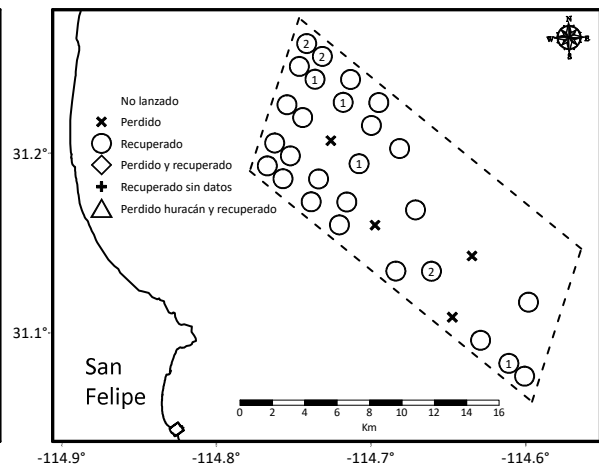 N
W E
S
2
2
1
1
1
2
1
31.2°
31.1°
No lanzado
Perdido
Recuperado
Perdido y recuperado
Recuperado sin datos
Perdido huracán y recuperado
San
Felipe
0 2 4 6 8 10 12 14 16
Km
-114.9° -114.8° -114.7° -114.6°